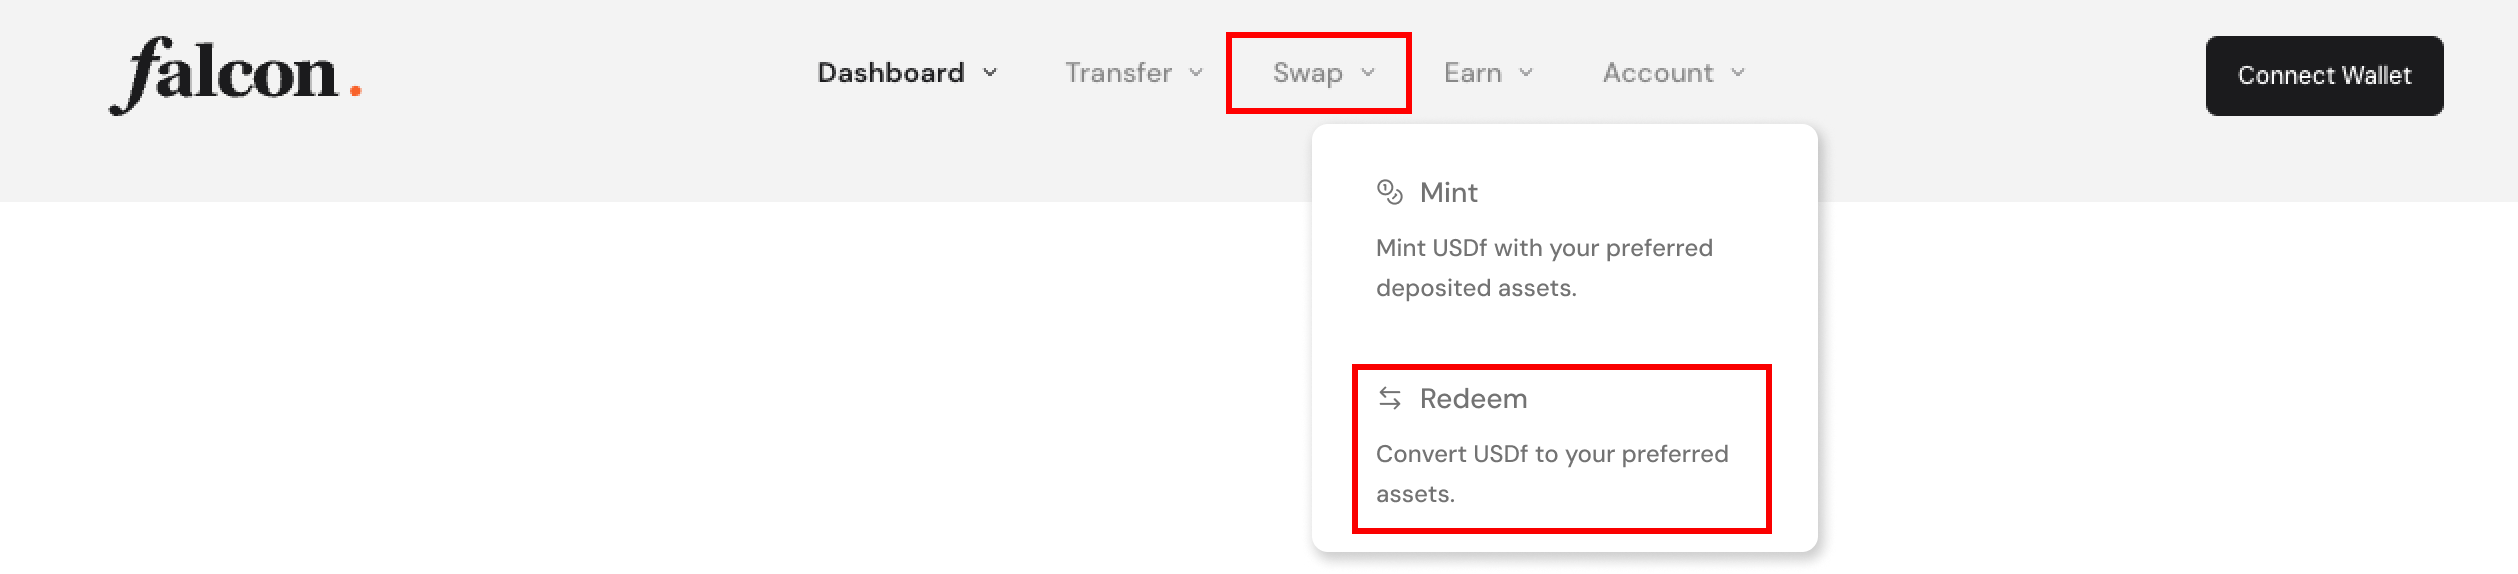 falcon.
Dashboard Transfer Swap Earn Account Connect Wallet
Mint
Mint USDf with your preferred
deposited assets.
Redeem
Convert USDf to your preferred
assets.